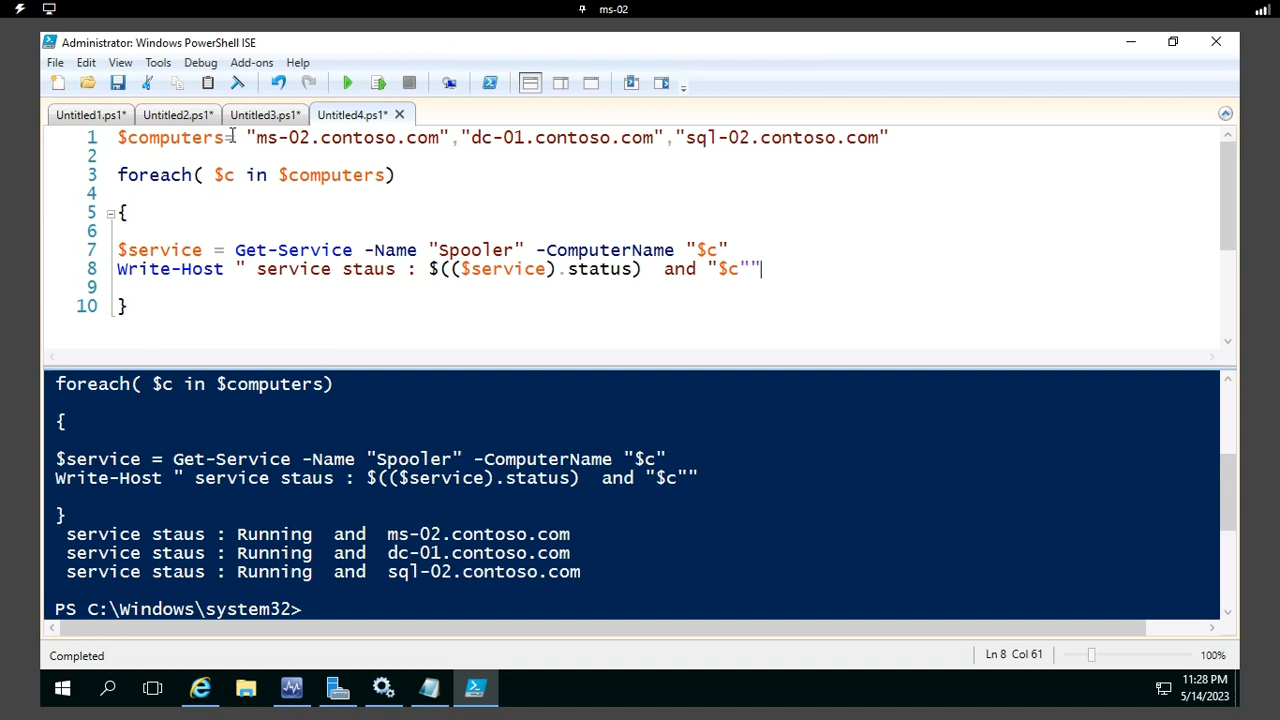 ms-02
Administrator: Windows PowerShell ISE
File Edit View Tools Debug Add-ons Help
Untitled1.ps1* Untitled2.ps1* Untitled3.ps1* Untitled4.ps1*
1 $computers= "ms-02.contoso.com","dc-01.contoso.com","sql-02.contoso.com"
2
3 foreach( $c in $computers)
4
5 {
6
7 $service = Get-Service -Name "Spooler" -ComputerName "$c"
8 Write-Host " service staus : $(($service).status)  and "$c""
9
10 }
foreach( $c in $computers)
{
$service = Get-Service -Name "Spooler" -ComputerName "$c"
Write-Host " service staus : $(($service).status)  and "$c""
}
service staus : Running  and  ms-02.contoso.com
service staus : Running  and  dc-01.contoso.com
service staus : Running  and  sql-02.contoso.com
PS C:\Windows\system32>
Completed Ln 8 Col 61 100%
11:28 PM
5/14/2023